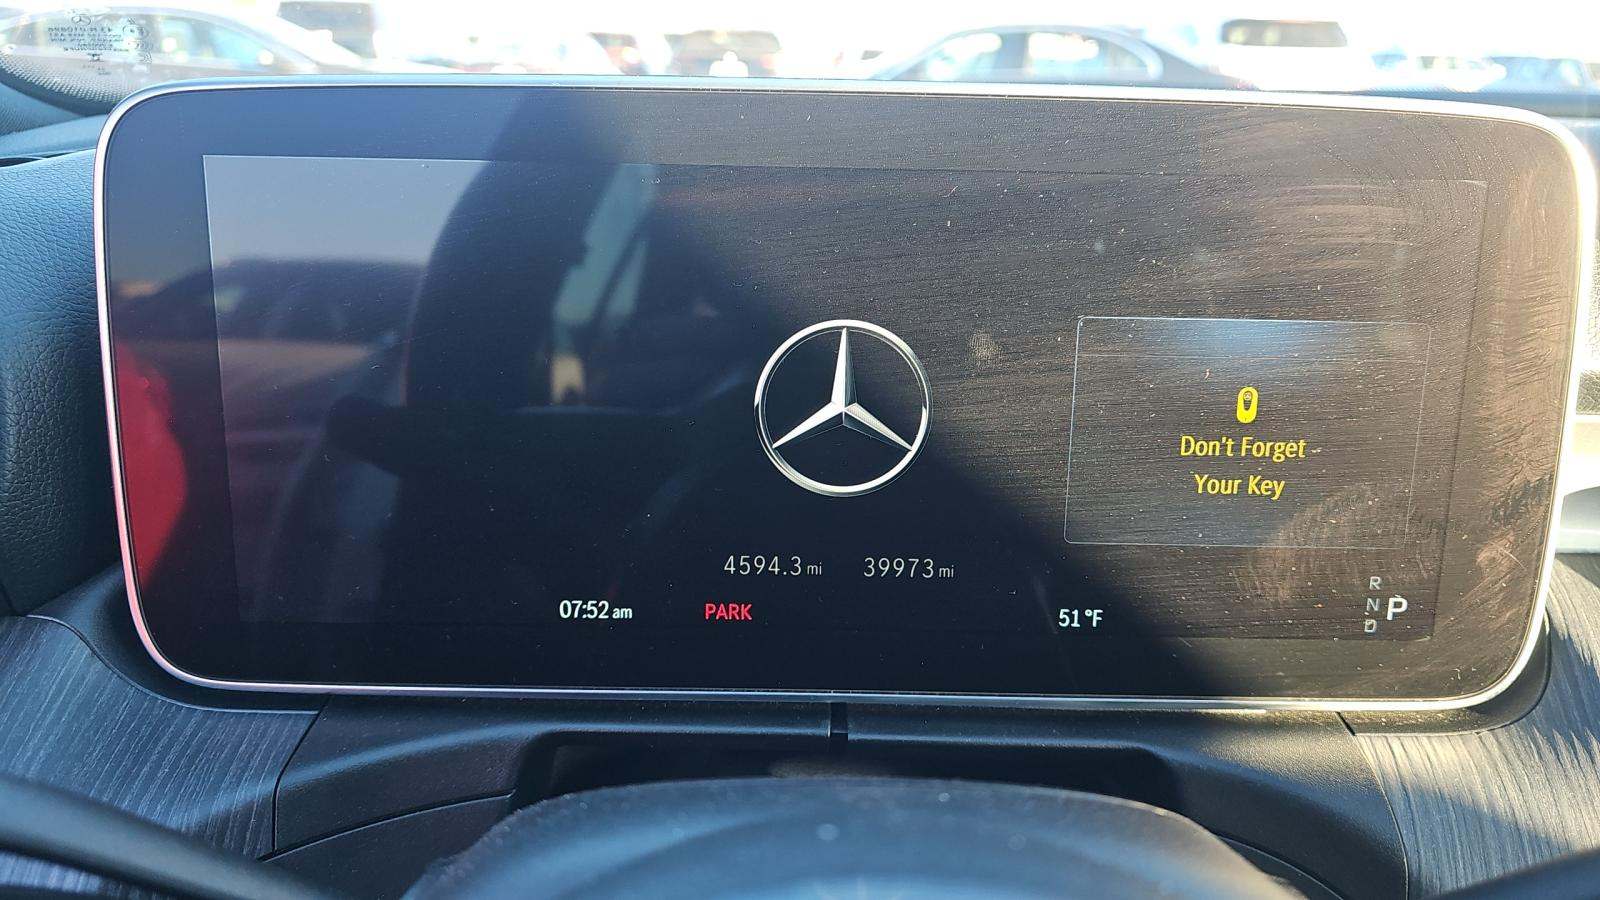 Don't Forget
Your Key
4594.3 mi 39973 mi
07:52 am PARK 51 °F
R
N P
D